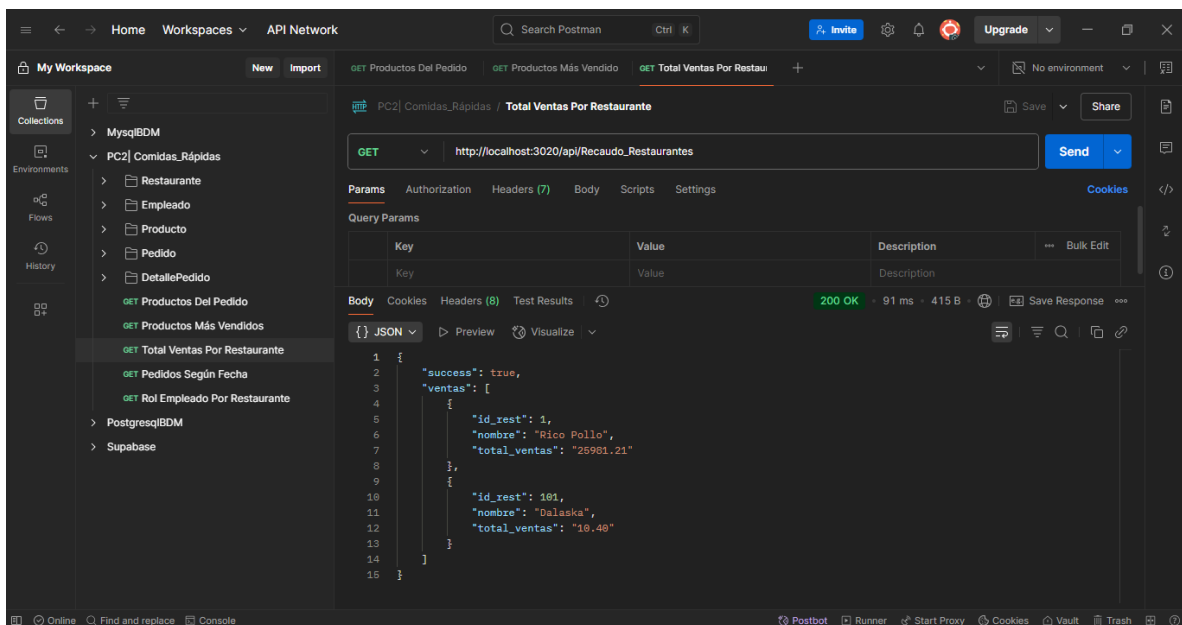 Home Workspaces API Network Search Postman Ctrl K Invite Upgrade
My Workspace New Import GET Productos Del Pedido GET Productos Más Vendido GET Total Ventas Por Restau No environment
Collections
Environments
Flows
History
MysqlBDM
PC2| Comidas_Rápidas
Restaurante
Empleado
Producto
Pedido
DetallePedido
GET Productos Del Pedido
GET Productos Más Vendidos
GET Total Ventas Por Restaurante
GET Pedidos Según Fecha
GET Rol Empleado Por Restaurante
PostgresqlBDM
Supabase
HTTP PC2| Comidas_Rápidas / Total Ventas Por Restaurante Save Share
GET http://localhost:3020/api/Recaudo_Restaurantes Send
Params Authorization Headers (7) Body Scripts Settings Cookies
Query Params
Key Value Description Bulk Edit
Key Value Description
Body Cookies Headers (8) Test Results 200 OK 91 ms 415 B Save Response
{} JSON Preview Visualize
1 {
2 "success": true,
3 "ventas": [
4 {
5 "id_rest": 1,
6 "nombre": "Rico Pollo",
7 "total_ventas": "25981.21"
8 },
9 {
10 "id_rest": 101,
11 "nombre": "Dalaska",
12 "total_ventas": "10.40"
13 }
14 ]
15 }
Online Find and replace Console Postbot Runner Start Proxy Cookies Vault Trash